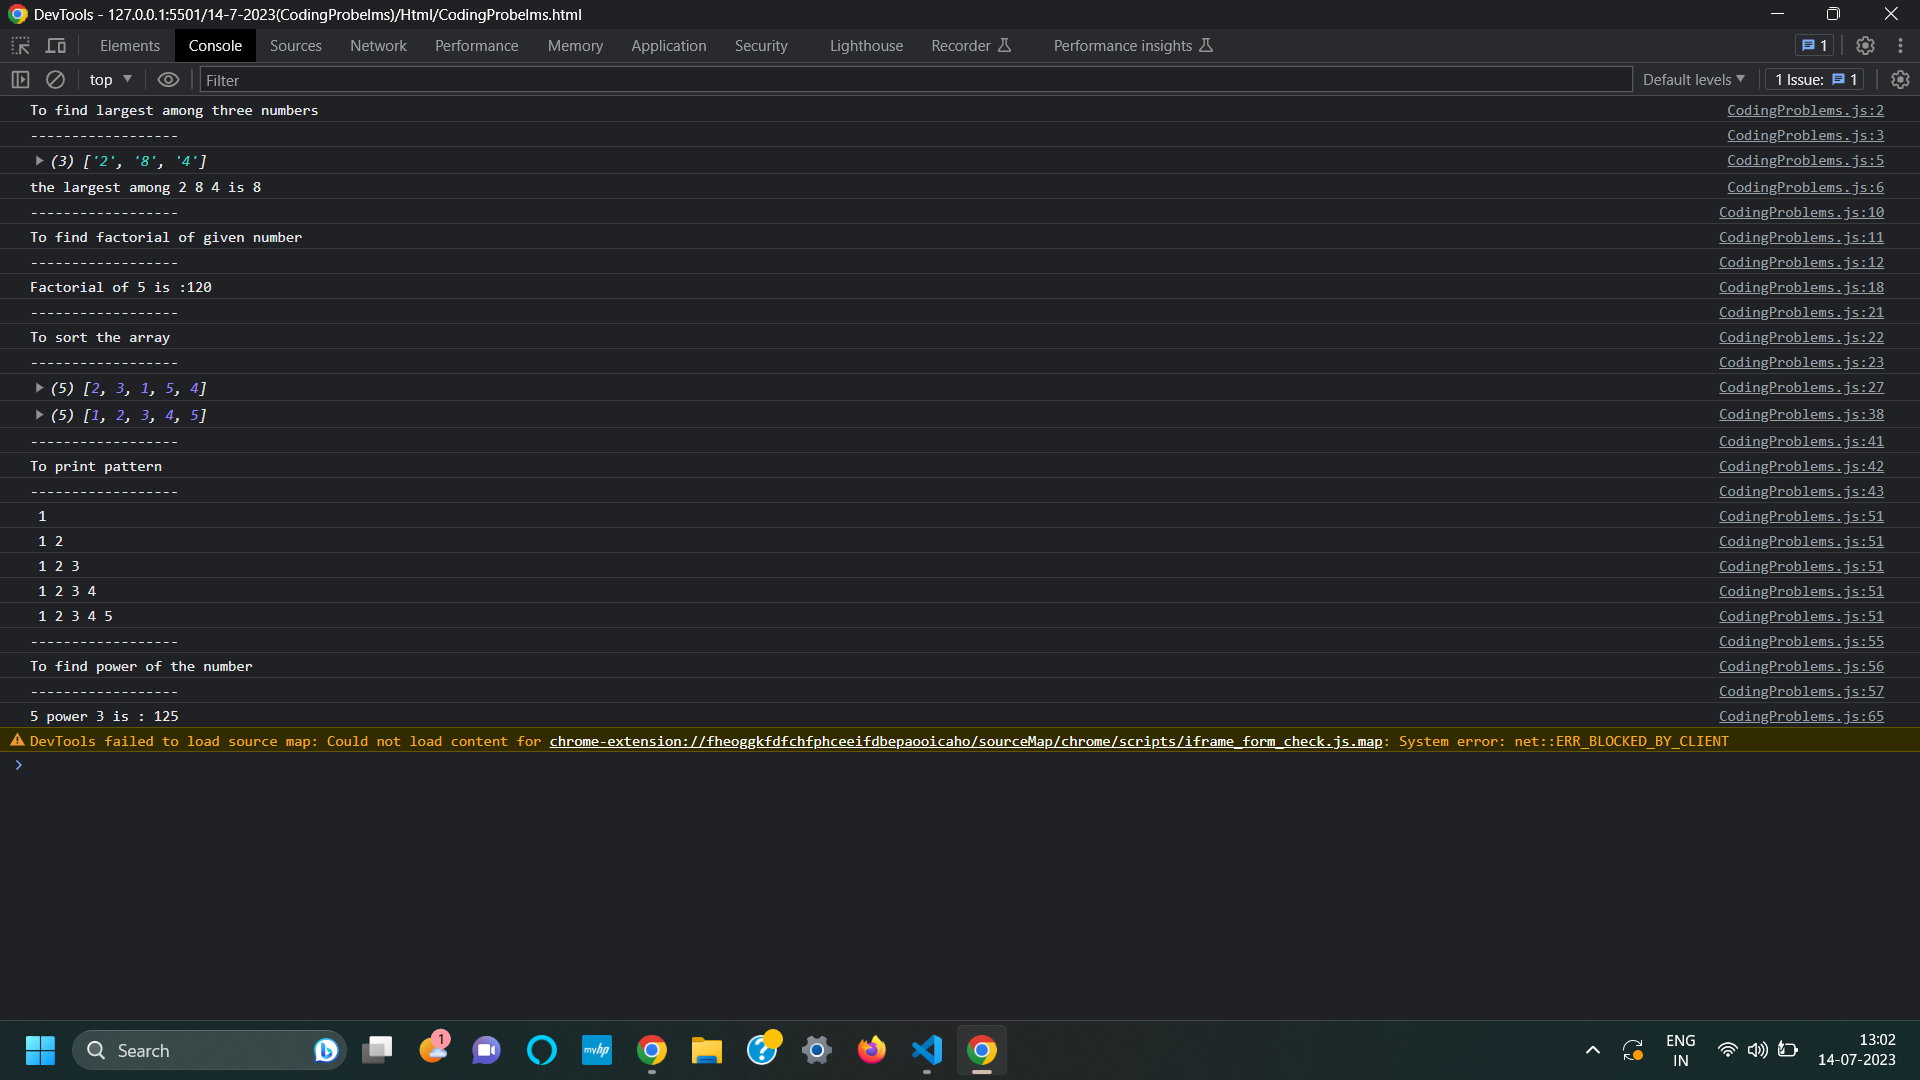 DevTools - 127.0.0.1:5501/14-7-2023(CodingProbelms)/Html/CodingProbelms.html
Elements Console Sources Network Performance Memory Application Security Lighthouse Recorder Performance insights 1
top Filter Default levels 1 Issue: 1
To find largest among three numbers CodingProblems.js:2
------------------ CodingProblems.js:3
(3) ['2', '8', '4'] CodingProblems.js:5
the largest among 2 8 4 is 8 CodingProblems.js:6
------------------ CodingProblems.js:10
To find factorial of given number CodingProblems.js:11
------------------ CodingProblems.js:12
Factorial of 5 is :120 CodingProblems.js:18
------------------ CodingProblems.js:21
To sort the array CodingProblems.js:22
------------------ CodingProblems.js:23
(5) [2, 3, 1, 5, 4] CodingProblems.js:27
(5) [1, 2, 3, 4, 5] CodingProblems.js:38
------------------ CodingProblems.js:41
To print pattern CodingProblems.js:42
------------------ CodingProblems.js:43
1 CodingProblems.js:51
1 2 CodingProblems.js:51
1 2 3 CodingProblems.js:51
1 2 3 4 CodingProblems.js:51
1 2 3 4 5 CodingProblems.js:51
------------------ CodingProblems.js:55
To find power of the number CodingProblems.js:56
------------------ CodingProblems.js:57
5 power 3 is : 125 CodingProblems.js:65
DevTools failed to load source map: Could not load content for chrome-extension://fheoggkfdfchfphceeifdbepaooicaho/sourceMap/chrome/scripts/iframe_form_check.js.map: System error: net::ERR_BLOCKED_BY_CLIENT
Search 1 myhp ENG 13:02
IN 14-07-2023